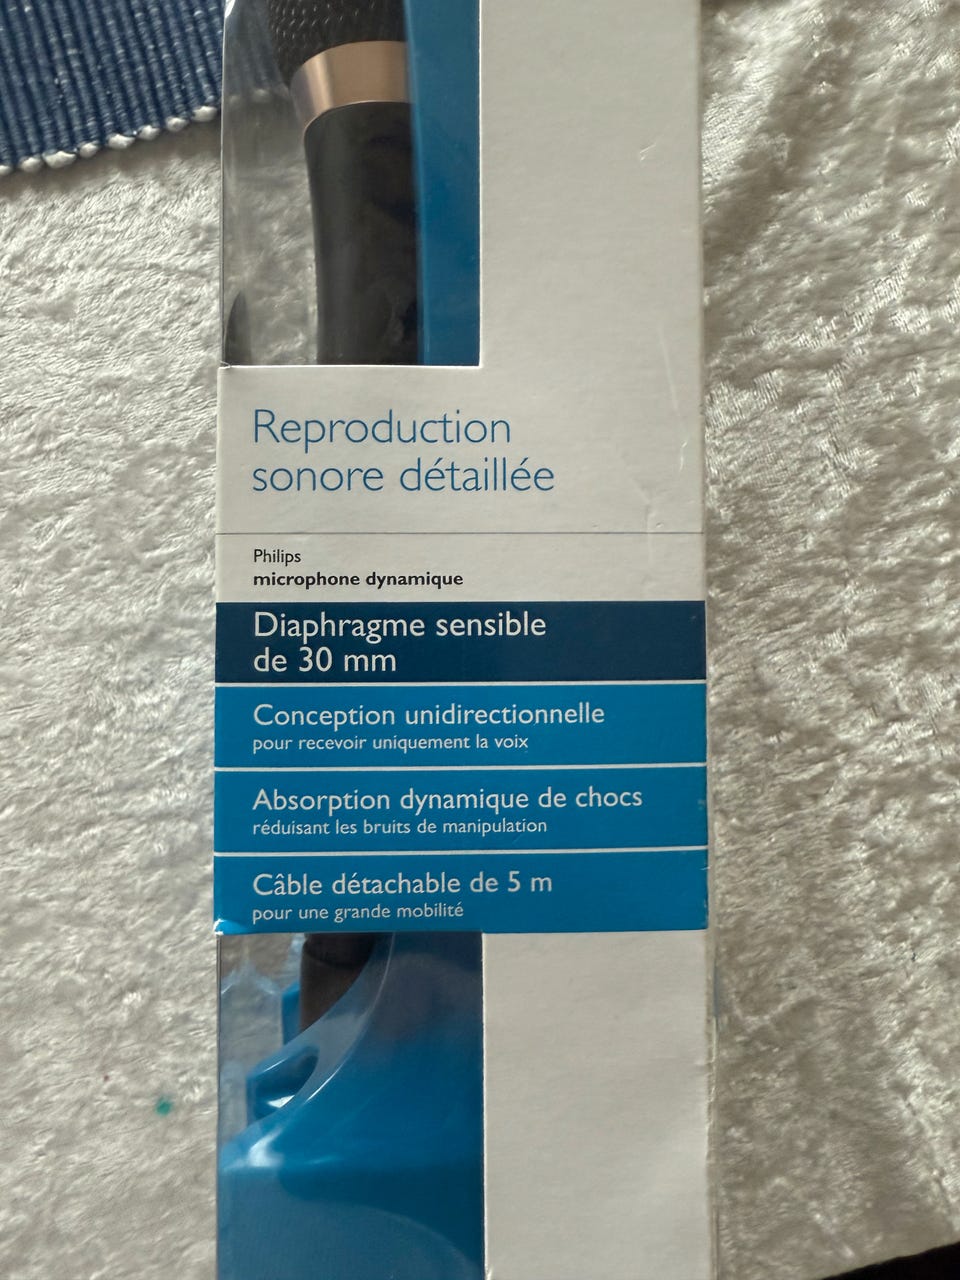 Reproduction
sonore détaillée
Philips
microphone dynamique
Diaphragme sensible
de 30 mm
Conception unidirectionnelle
pour recevoir uniquement la voix
Absorption dynamique de chocs
réduisant les bruits de manipulation
Câble détachable de 5 m
pour une grande mobilité